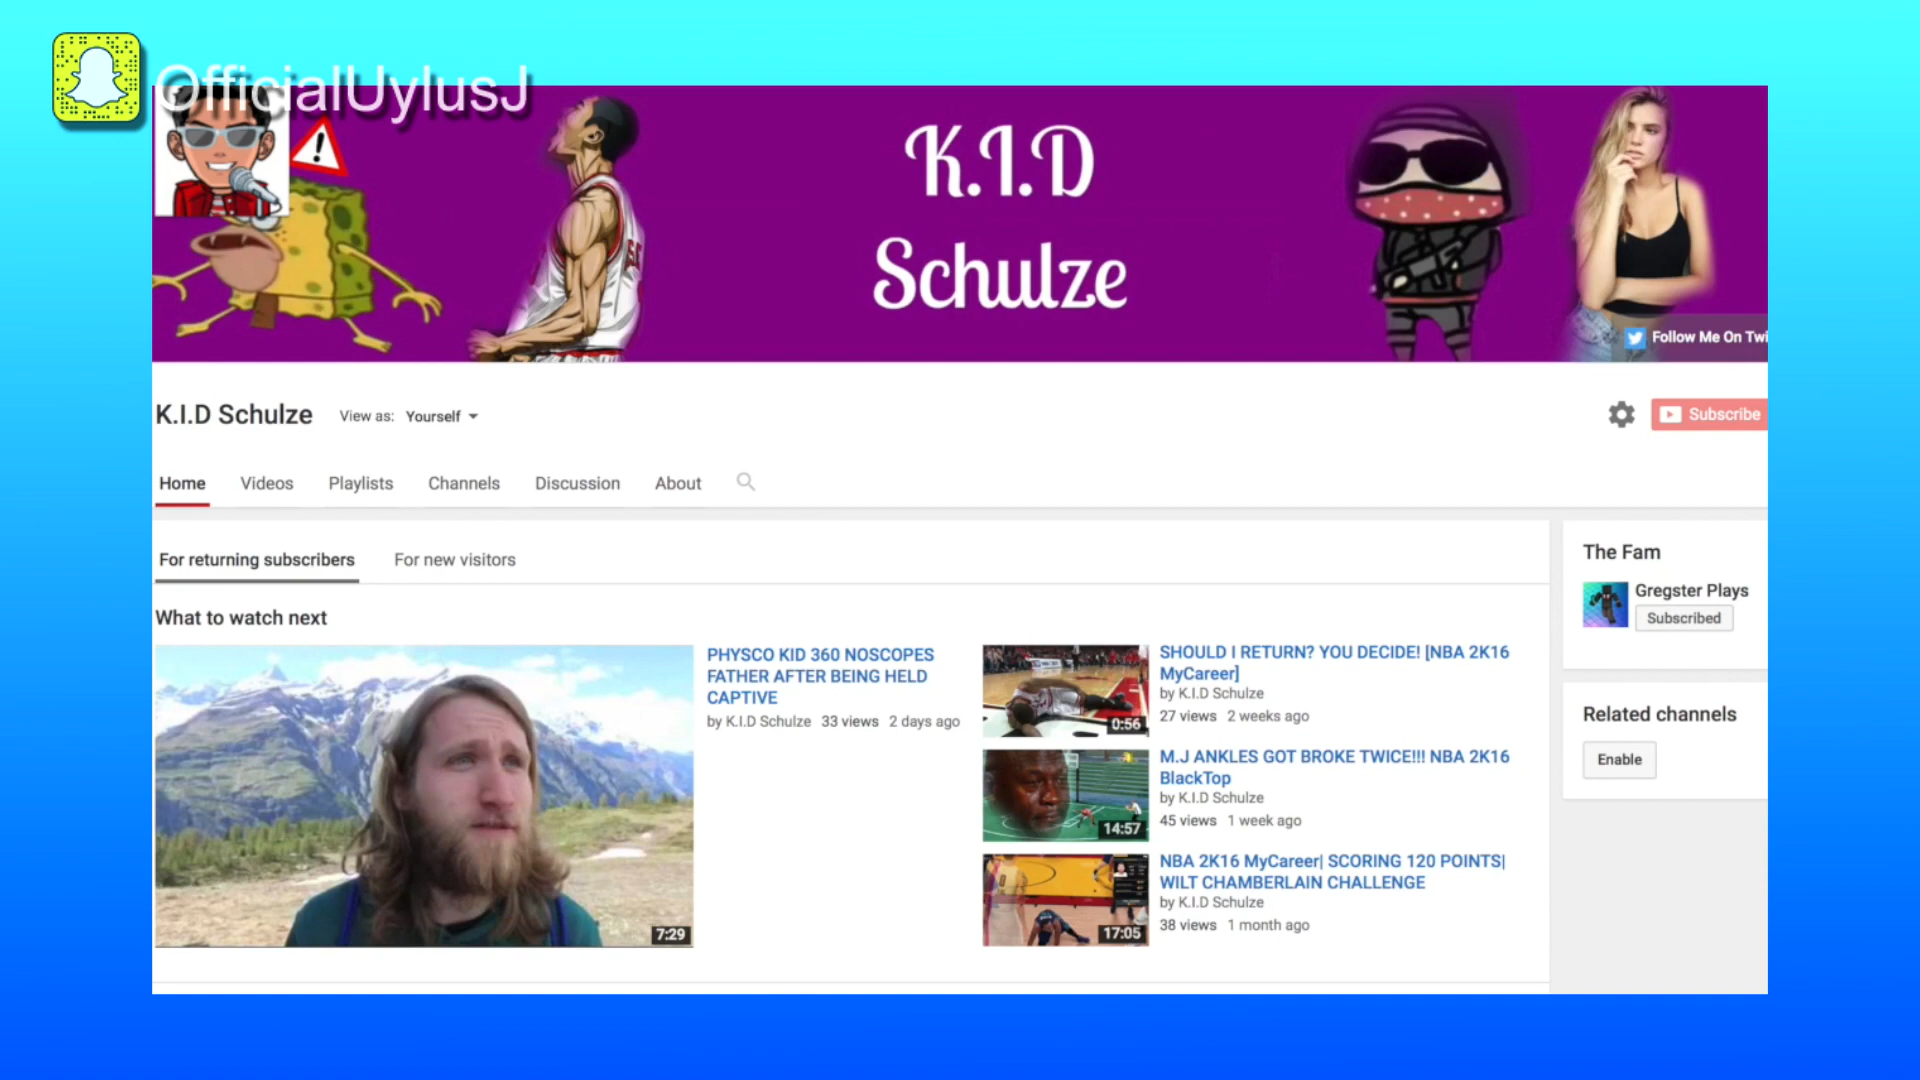 OfficialUylusJ
K.I.D
Schulze
Follow Me On Twi
K.I.D Schulze
View as: Yourself
Subscribe
Home
Videos
Playlists
Channels
Discussion
About
For returning subscribers
For new visitors
What to watch next
7:29
PHYSCO KID 360 NOSCOPES
FATHER AFTER BEING HELD
CAPTIVE
by K.I.D Schulze 33 views 2 days ago
0:56
SHOULD I RETURN? YOU DECIDE! [NBA 2K16
MyCareer]
by K.I.D Schulze
27 views 2 weeks ago
14:57
M.J ANKLES GOT BROKE TWICE!!! NBA 2K16
BlackTop
by K.I.D Schulze
45 views 1 week ago
17:05
NBA 2K16 MyCareer| SCORING 120 POINTS|
WILT CHAMBERLAIN CHALLENGE
by K.I.D Schulze
38 views 1 month ago
The Fam
Gregster Plays
Subscribed
Related channels
Enable